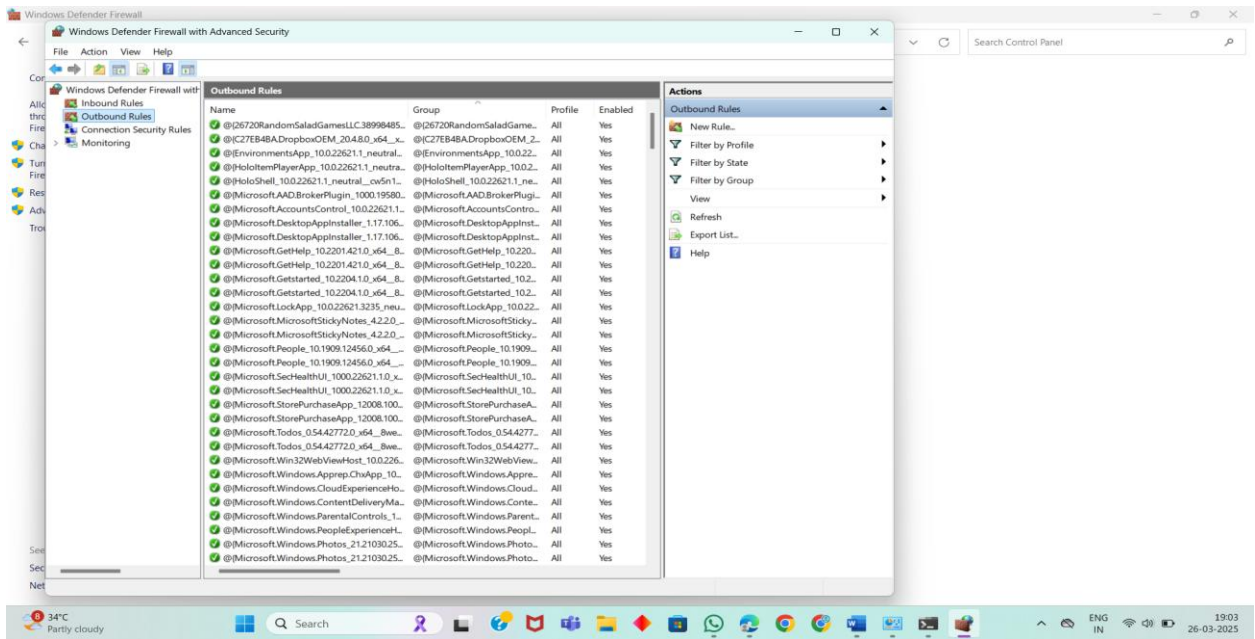 Windows Defender Firewall
Windows Defender Firewall with Advanced Security
Search Control Panel
File Action View Help
Windows Defender Firewall with
Inbound Rules
Outbound Rules
Connection Security Rules
Monitoring
Outbound Rules
Name Group Profile Enabled
@{26720RandomSaladGamesLLC.38998485... @{26720RandomSaladGame... All Yes
@{C27EB4BA.DropboxOEM_20.4.8.0_x64__x... @{C27EB4BA.DropboxOEM_2... All Yes
@{EnvironmentsApp_10.0.22621.1_neutral... @{EnvironmentsApp_10.0.22... All Yes
@{HoloItemPlayerApp_10.0.22621.1_neutra... @{HoloItemPlayerApp_10.0.2... All Yes
@{HoloShell_10.0.22621.1_neutral__cw5n1... @{HoloShell_10.0.22621.1_ne... All Yes
@{Microsoft.AAD.BrokerPlugin_1000.19580... @{Microsoft.AAD.BrokerPlugi... All Yes
@{Microsoft.AccountsControl_10.0.22621.1... @{Microsoft.AccountsContro... All Yes
@{Microsoft.DesktopAppInstaller_1.17.106... @{Microsoft.DesktopAppInst... All Yes
@{Microsoft.DesktopAppInstaller_1.17.106... @{Microsoft.DesktopAppInst... All Yes
@{Microsoft.GetHelp_10.2201.421.0_x64__8... @{Microsoft.GetHelp_10.220... All Yes
@{Microsoft.GetHelp_10.2201.421.0_x64__8... @{Microsoft.GetHelp_10.220... All Yes
@{Microsoft.Getstarted_10.2204.1.0_x64__8... @{Microsoft.Getstarted_10.2... All Yes
@{Microsoft.Getstarted_10.2204.1.0_x64__8... @{Microsoft.Getstarted_10.2... All Yes
@{Microsoft.LockApp_10.0.22621.3235_neu... @{Microsoft.LockApp_10.0.22... All Yes
@{Microsoft.MicrosoftStickyNotes_4.2.2.0_... @{Microsoft.MicrosoftSticky... All Yes
@{Microsoft.MicrosoftStickyNotes_4.2.2.0_... @{Microsoft.MicrosoftSticky... All Yes
@{Microsoft.People_10.1909.12456.0_x64__... @{Microsoft.People_10.1909... All Yes
@{Microsoft.People_10.1909.12456.0_x64__... @{Microsoft.People_10.1909... All Yes
@{Microsoft.SecHealthUI_1000.22621.1.0_x... @{Microsoft.SecHealthUI_10... All Yes
@{Microsoft.SecHealthUI_1000.22621.1.0_x... @{Microsoft.SecHealthUI_10... All Yes
@{Microsoft.StorePurchaseApp_12008.100... @{Microsoft.StorePurchaseA... All Yes
@{Microsoft.StorePurchaseApp_12008.100... @{Microsoft.StorePurchaseA... All Yes
@{Microsoft.Todos_0.54.42772.0_x64__8we... @{Microsoft.Todos_0.54.4277... All Yes
@{Microsoft.Todos_0.54.42772.0_x64__8we... @{Microsoft.Todos_0.54.4277... All Yes
@{Microsoft.Win32WebViewHost_10.0.226... @{Microsoft.Win32WebView... All Yes
@{Microsoft.Windows.Apprep.ChxApp_10... @{Microsoft.Windows.Appre... All Yes
@{Microsoft.Windows.CloudExperienceHo... @{Microsoft.Windows.Cloud... All Yes
@{Microsoft.Windows.ContentDeliveryMa... @{Microsoft.Windows.Conte... All Yes
@{Microsoft.Windows.ParentalControls_1... @{Microsoft.Windows.Parent... All Yes
@{Microsoft.Windows.PeopleExperienceH... @{Microsoft.Windows.Peopl... All Yes
@{Microsoft.Windows.Photos_21.21030.25... @{Microsoft.Windows.Photo... All Yes
Actions
Outbound Rules
New Rule...
Filter by Profile
Filter by State
Filter by Group
View
Refresh
Export List...
Help
See
Sec
Net
8
34°C
Partly cloudy
Search
ENG
IN
19:03
26-03-2025